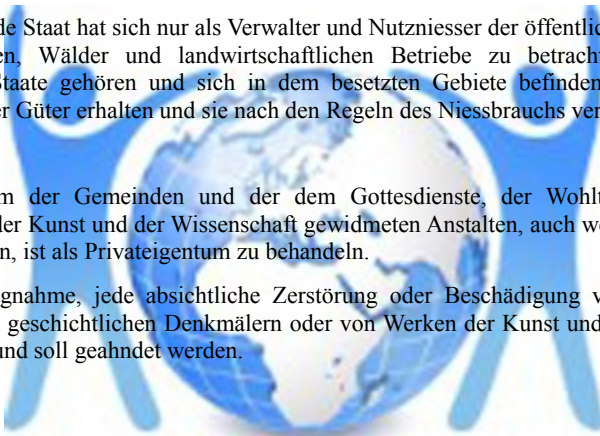 de Staat hat sich nur als Verwalter und Nutzniesser der öffentlic
en, Wälder und landwirtschaftlichen Betriebe zu betracht
Staate gehören und sich in dem besetzten Gebiete befinden
er Güter erhalten und sie nach den Regeln des Niessbrauchs ver
m der Gemeinden und der dem Gottesdienste, der Wohlt
der Kunst und der Wissenschaft gewidmeten Anstalten, auch we
n, ist als Privateigentum zu behandeln.
gnahme, jede absichtliche Zerstörung oder Beschädigung v
geschichtlichen Denkmälern oder von Werken der Kunst und
und soll geahndet werden.